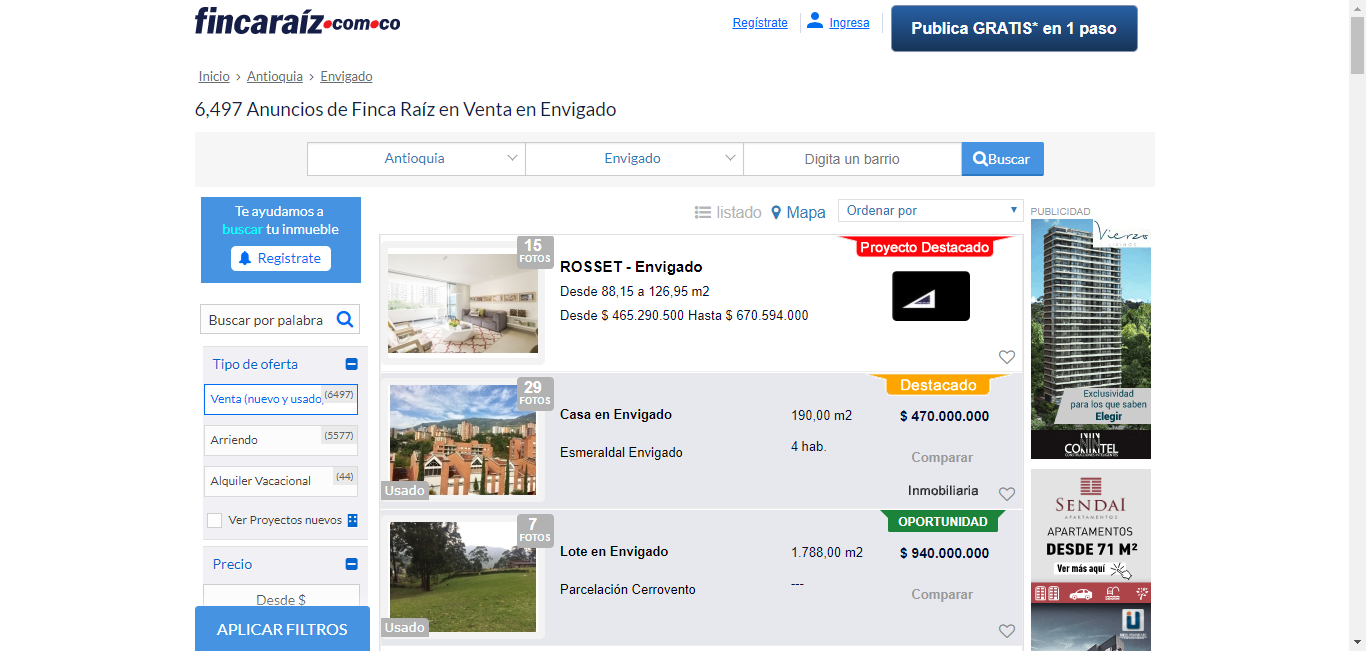 fincaraíz.com.co
Regístrate
Ingresa
Publica GRATIS* en 1 paso
Inicio > Antioquia > Envigado
6,497 Anuncios de Finca Raíz en Venta en Envigado
Antioquia
Envigado
Digita un barrio
Buscar
Te ayudamos a
buscar tu inmueble
Registrate
listado
Mapa
Ordenar por
PUBLICIDAD
Buscar por palabra
Tipo de oferta
Venta (nuevo y usado) (6497)
Arriendo (5577)
Alquiler Vacacional (44)
Ver Proyectos nuevos
Precio
Desde $
APLICAR FILTROS
15
FOTOS
ROSSET - Envigado
Desde 88,15 a 126,95 m2
Desde $ 465.290.500 Hasta $ 670.594.000
Proyecto Destacado
29
FOTOS
Usado
Casa en Envigado
Esmeraldal Envigado
190,00 m2
4 hab.
Destacado
$ 470.000.000
Comparar
Inmobiliaria
7
FOTOS
Usado
Lote en Envigado
Parcelación Cerrovento
1.788,00 m2
---
OPORTUNIDAD
$ 940.000.000
Comparar
Vierzo
Exclusividad
para los que saben
Elegir
CONINTEL
SENDAI
APARTAMENTOS
APARTAMENTOS
DESDE 71 M²
Ver más aquí